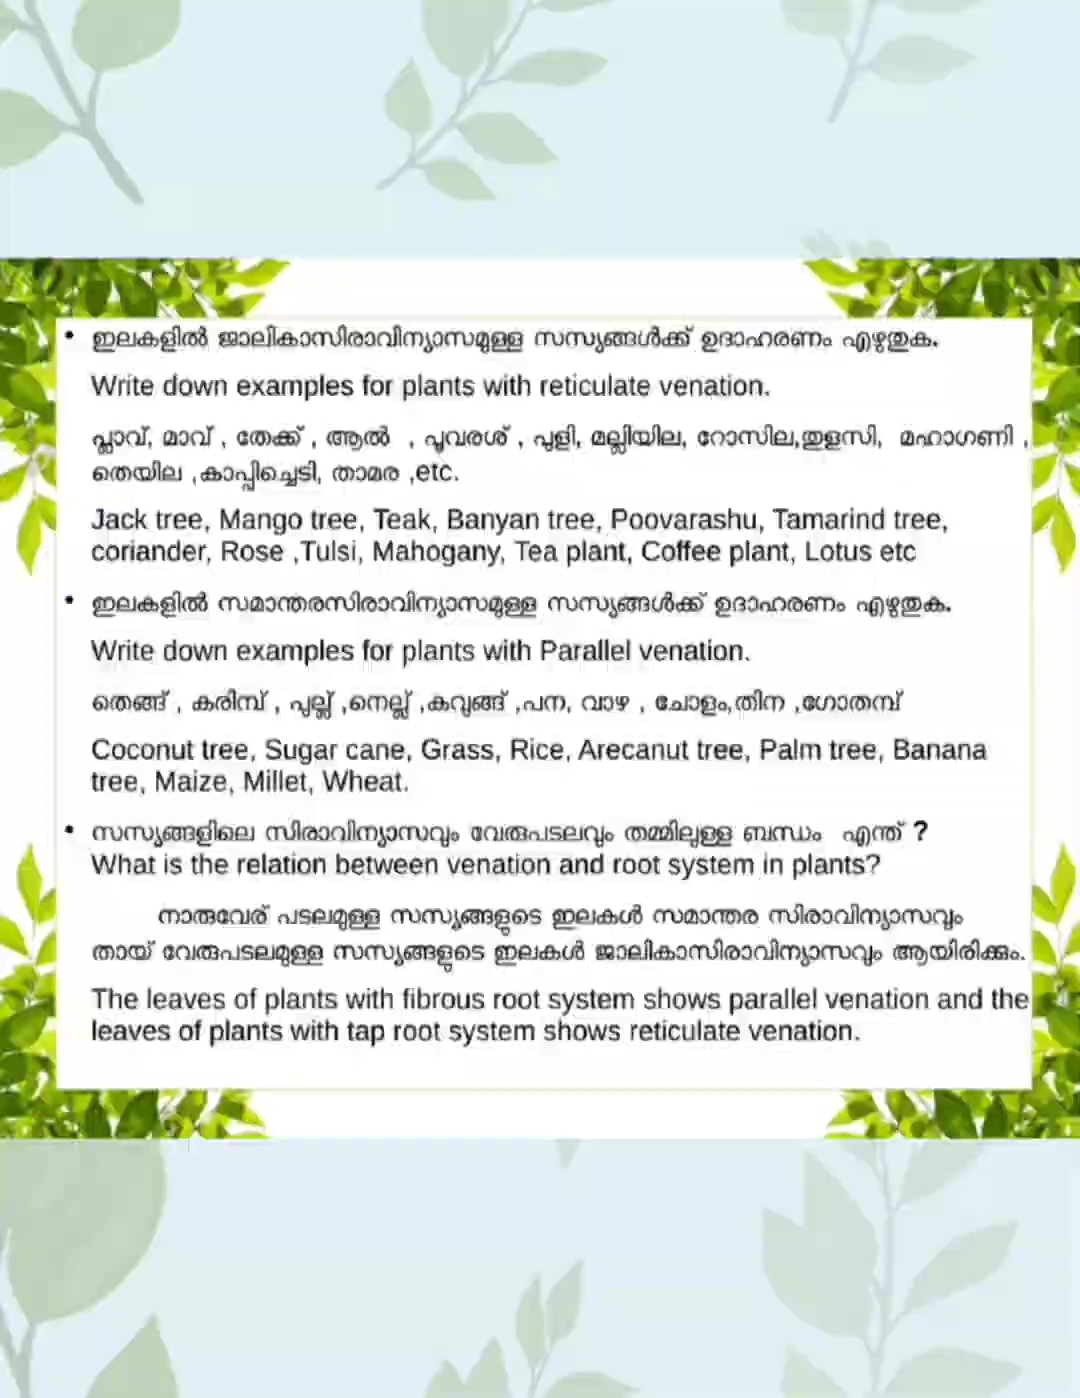 • ഇലകളിൽ ജാലികാസിരാവിന്യാസമുള്ള സസ്യങ്ങൾക്ക് ഉദാഹരണം എഴുതുക.
Write down examples for plants with reticulate venation.
പ്ലാവ്, മാവ് , തേക്ക് , ആൽ , പൂവരശ് , പുളി, മല്ലിയില, റോസില,തുളസി, മഹാഗണി ,
തെയില ,കാപ്പിച്ചെടി, താമര ,etc.
Jack tree, Mango tree, Teak, Banyan tree, Poovarashu, Tamarind tree,
coriander, Rose ,Tulsi, Mahogany, Tea plant, Coffee plant, Lotus etc
• ഇലകളിൽ സമാന്തരസിരാവിന്യാസമുള്ള സസ്യങ്ങൾക്ക് ഉദാഹരണം എഴുതുക.
Write down examples for plants with Parallel venation.
തെങ്ങ് , കരിമ്പ് , പുല്ല് ,നെല്ല് ,കവുങ്ങ് ,പന, വാഴ , ചോളം,തിന ,ഗോതമ്പ്
Coconut tree, Sugar cane, Grass, Rice, Arecanut tree, Palm tree, Banana
tree, Maize, Millet, Wheat.
• സസ്യങ്ങളിലെ സിരാവിന്യാസവും വേരുപടലവും തമ്മിലുള്ള ബന്ധം എന്ത് ?
What is the relation between venation and root system in plants?
നാരുവേര് പടലമുള്ള സസ്യങ്ങളുടെ ഇലകൾ സമാന്തര സിരാവിന്യാസവും
തായ് വേരുപടലമുള്ള സസ്യങ്ങളുടെ ഇലകൾ ജാലികാസിരാവിന്യാസവും ആയിരിക്കും.
The leaves of plants with fibrous root system shows parallel venation and the
leaves of plants with tap root system shows reticulate venation.